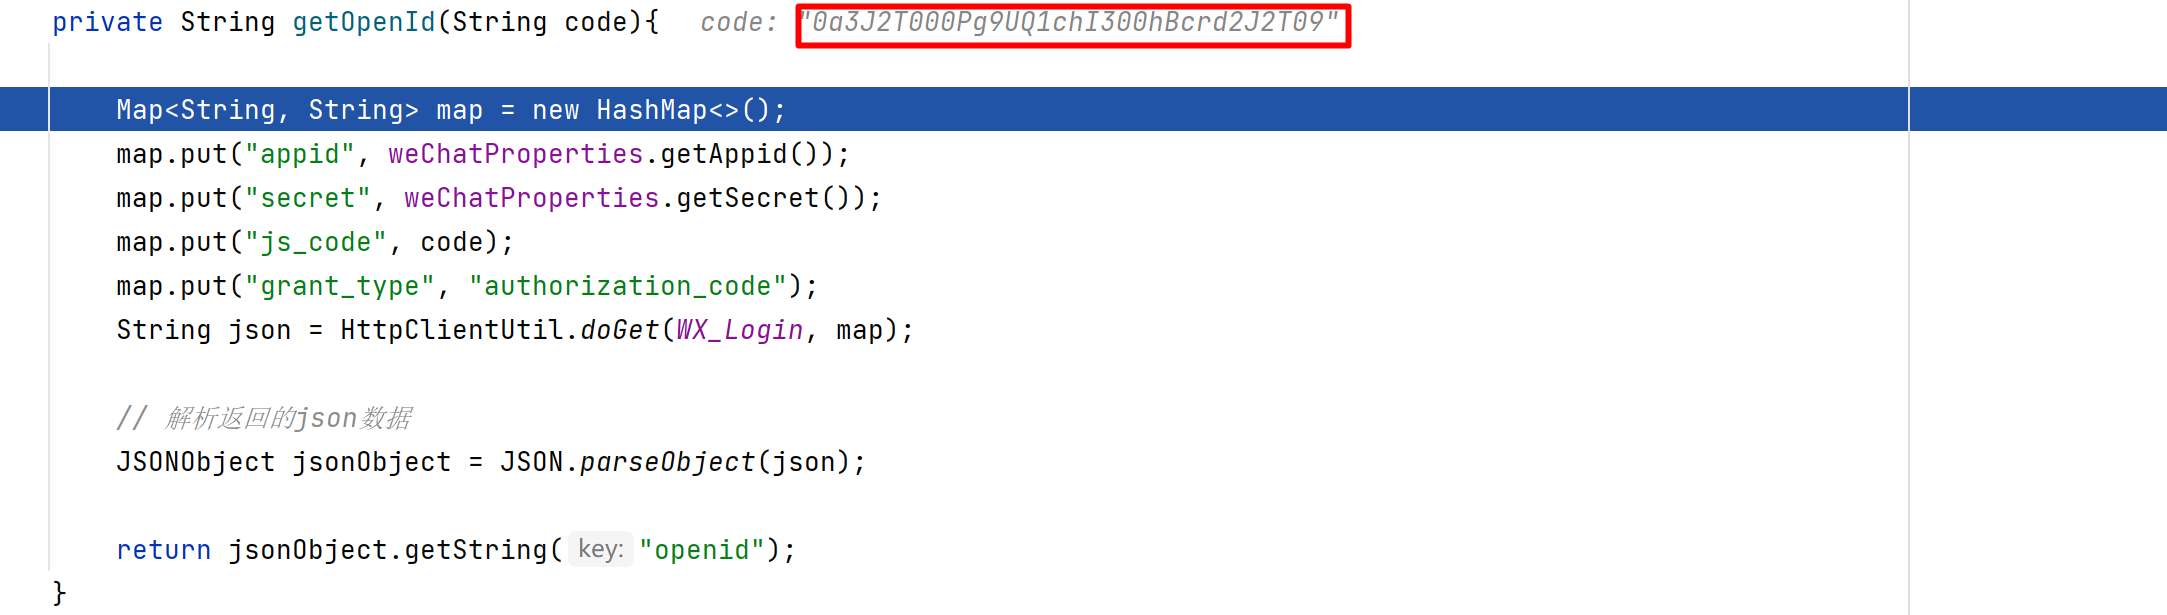 private String getOpenId(String code){ code: "0a3J2T000Pg9UQ1chI300hBcrd2J2T09"
Map<String, String> map = new HashMap<>();
map.put("appid", weChatProperties.getAppid());
map.put("secret", weChatProperties.getSecret());
map.put("js_code", code);
map.put("grant_type", "authorization_code");
String json = HttpClientUtil.doGet(WX_Login, map);
// 解析返回的json数据
JSONObject jsonObject = JSON.parseObject(json);
return jsonObject.getString( key: "openid");
}